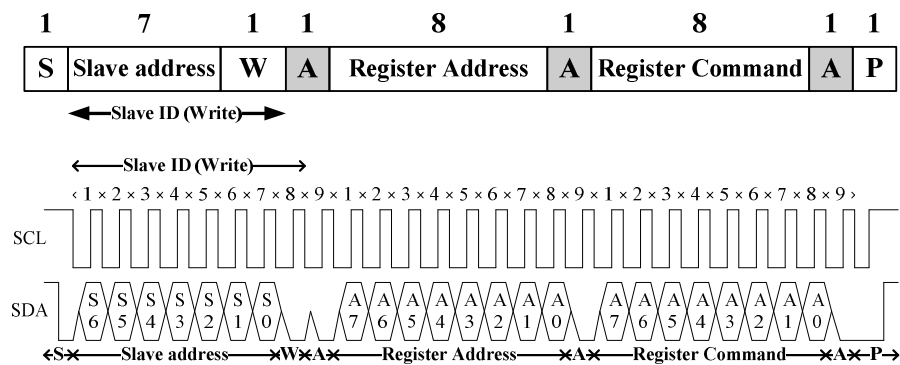 1 7 1 1 8 1 8 1 1
S Slave address W A Register Address A Register Command A P
Slave ID (Write)
Slave ID (Write)
1 2 3 4 5 6 7 8 9 1 2 3 4 5 6 7 8 9 1 2 3 4 5 6 7 8 9
SCL
SDA S6 S5 S4 S3 S2 S1 S0 A7 A6 A5 A4 A3 A2 A1 A0 A7 A6 A5 A4 A3 A2 A1 A0
S Slave address W A Register Address A Register Command A P